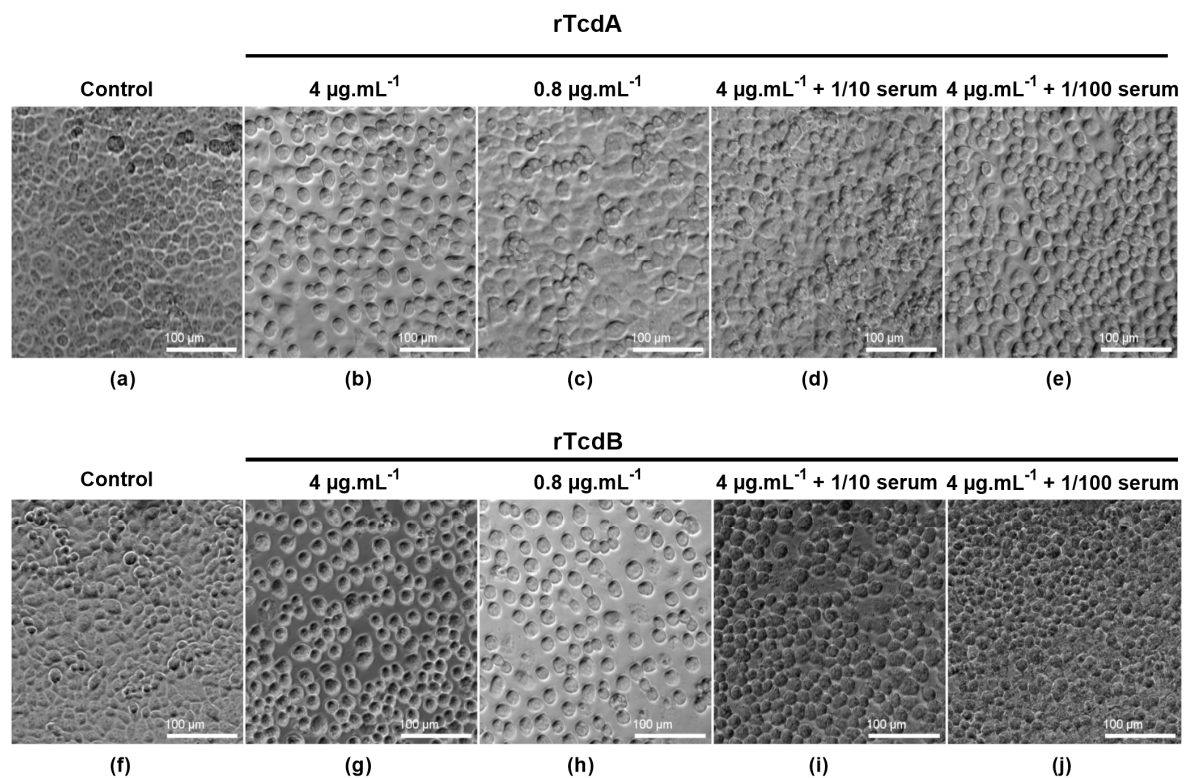 rTcdA
Control 4 µg.mL⁻¹ 0.8 µg.mL⁻¹ 4 µg.mL⁻¹ + 1/10 serum 4 µg.mL⁻¹ + 1/100 serum
100 µm 100 µm 100 µm 100 µm 100 µm
(a) (b) (c) (d) (e)
rTcdB
Control 4 µg.mL⁻¹ 0.8 µg.mL⁻¹ 4 µg.mL⁻¹ + 1/10 serum 4 µg.mL⁻¹ + 1/100 serum
100 µm 100 µm 100 µm 100 µm 100 µm
(f) (g) (h) (i) (j)